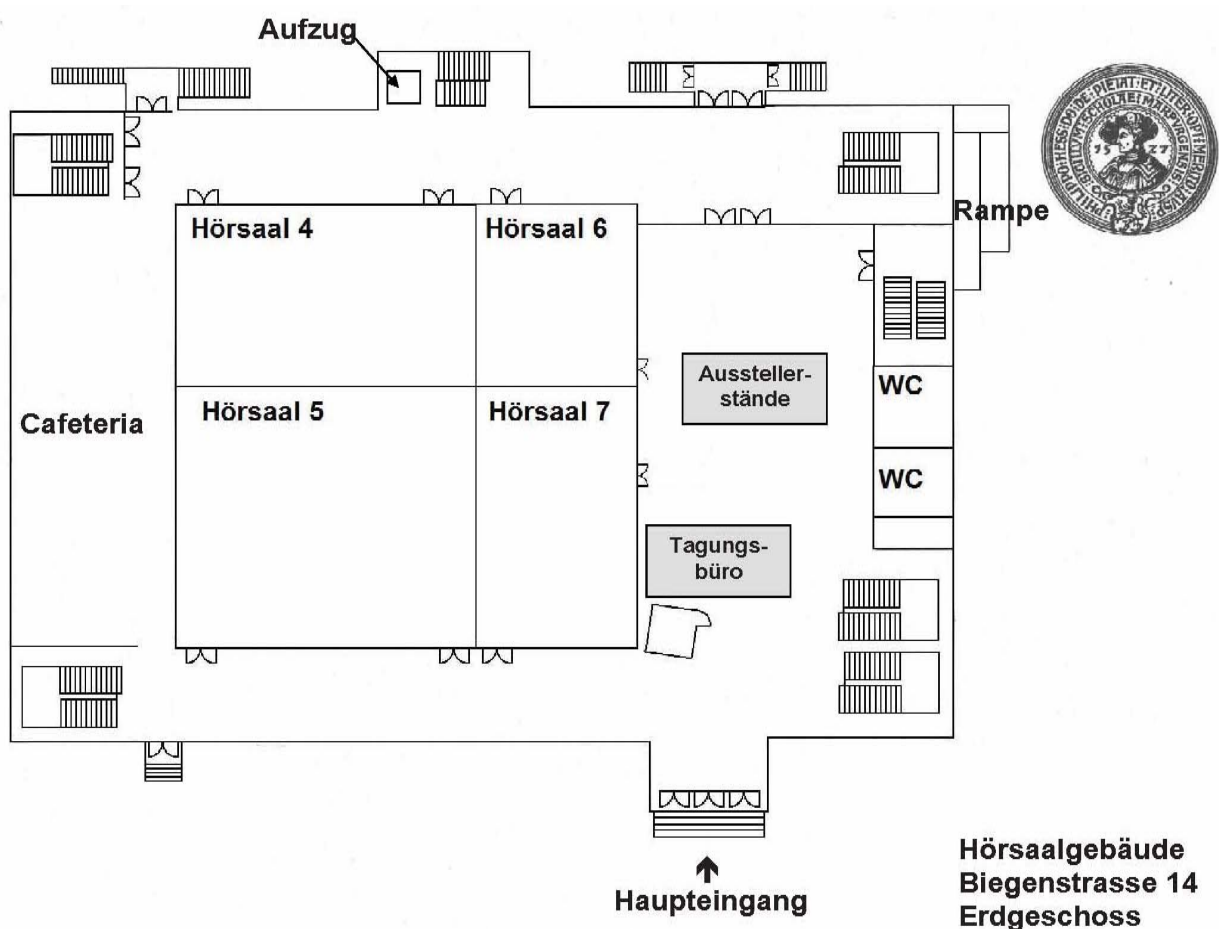 Aufzug
Hörsaal 4
Hörsaal 6
Rampe
Aussteller-
stände
WC
Cafeteria
Hörsaal 5
Hörsaal 7
WC
Tagungs-
büro
Haupteingang
Hörsaalgebäude
Biegenstrasse 14
Erdgeschoss
1527